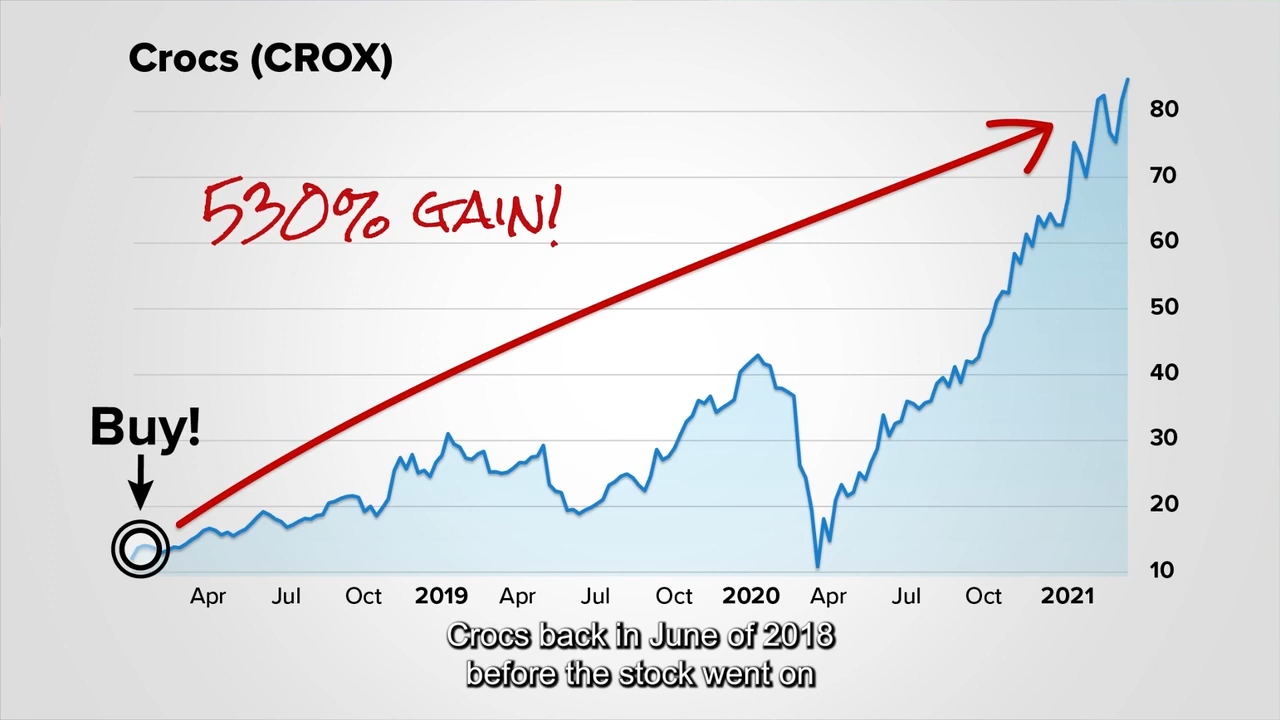 Crocs (CROX)
80
530% GAIN!
70
60
50
40
Buy!
30
20
10
Apr Jul Oct 2019 Apr Jul Oct 2020 Apr Jul Oct 2021
Crocs back in June of 2018
before the stock went on